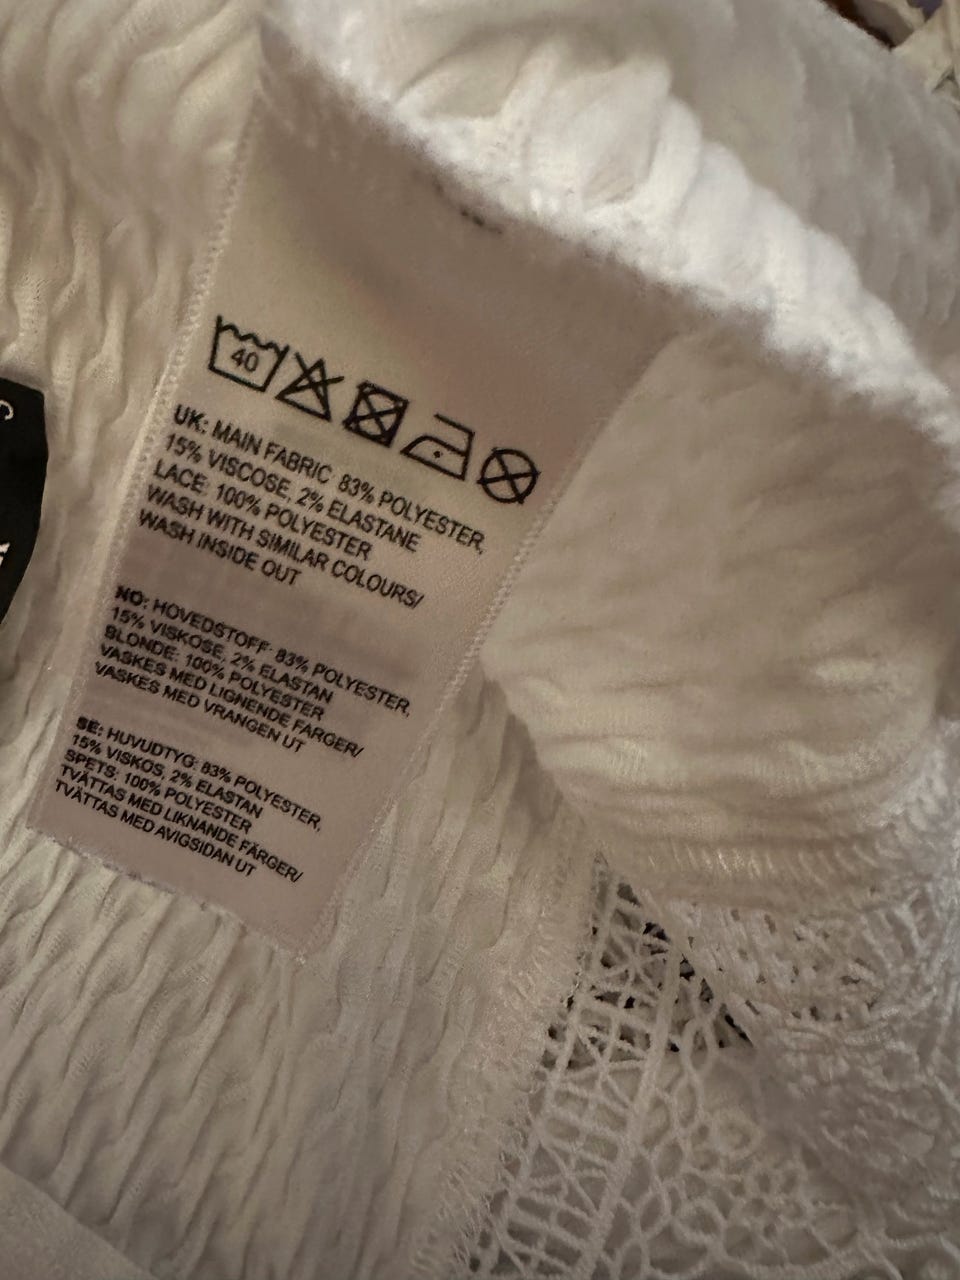 40
UK: MAIN FABRIC: 83% POLYESTER,
15% VISCOSE, 2% ELASTANE
LACE: 100% POLYESTER
WASH WITH SIMILAR COLOURS/
WASH INSIDE OUT
NO: HOVEDSTOFF: 83% POLYESTER,
15% VISKOSE, 2% ELASTAN
BLONDE: 100% POLYESTER
VASKES MED LIGNENDE FARGER/
VASKES MED VRANGEN UT
SE: HUVUDTYG: 83% POLYESTER,
15% VISKOS, 2% ELASTAN
SPETS: 100% POLYESTER
TVÄTTAS MED LIKNANDE FÄRGER/
TVÄTTAS MED AVIGSIDAN UT